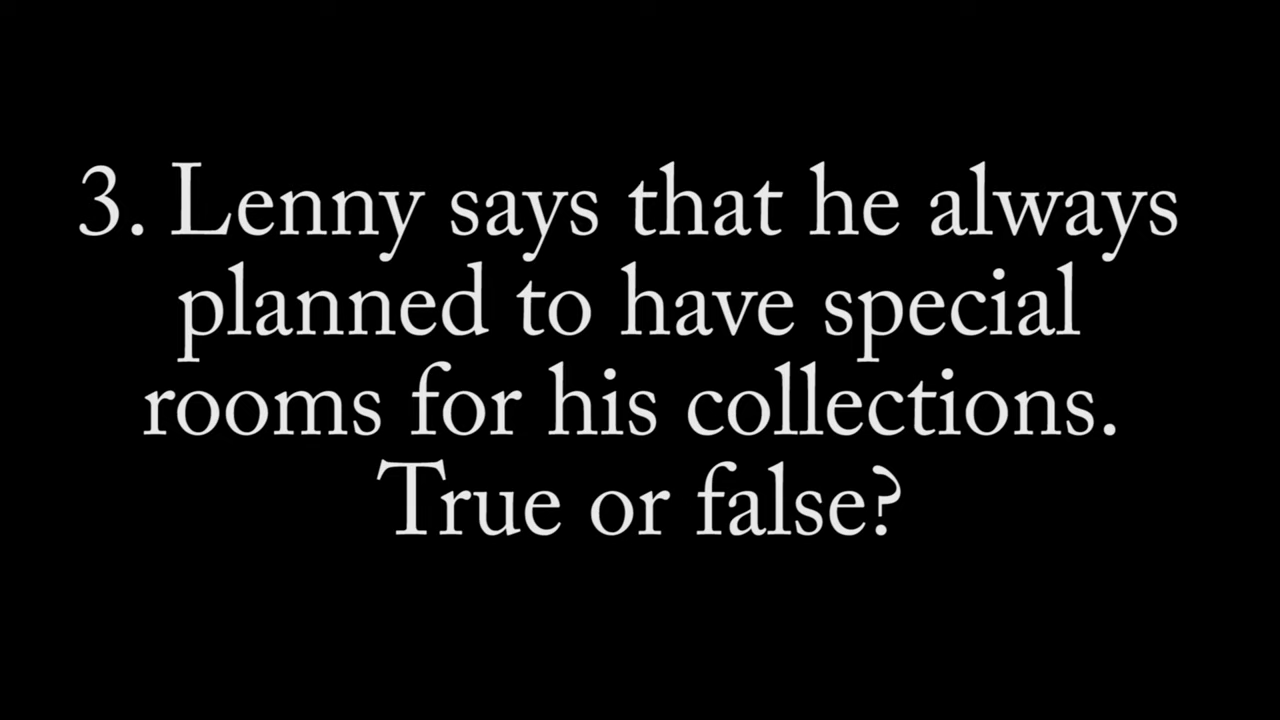 3. Lenny says that he always
planned to have special
rooms for his collections.
True or false?